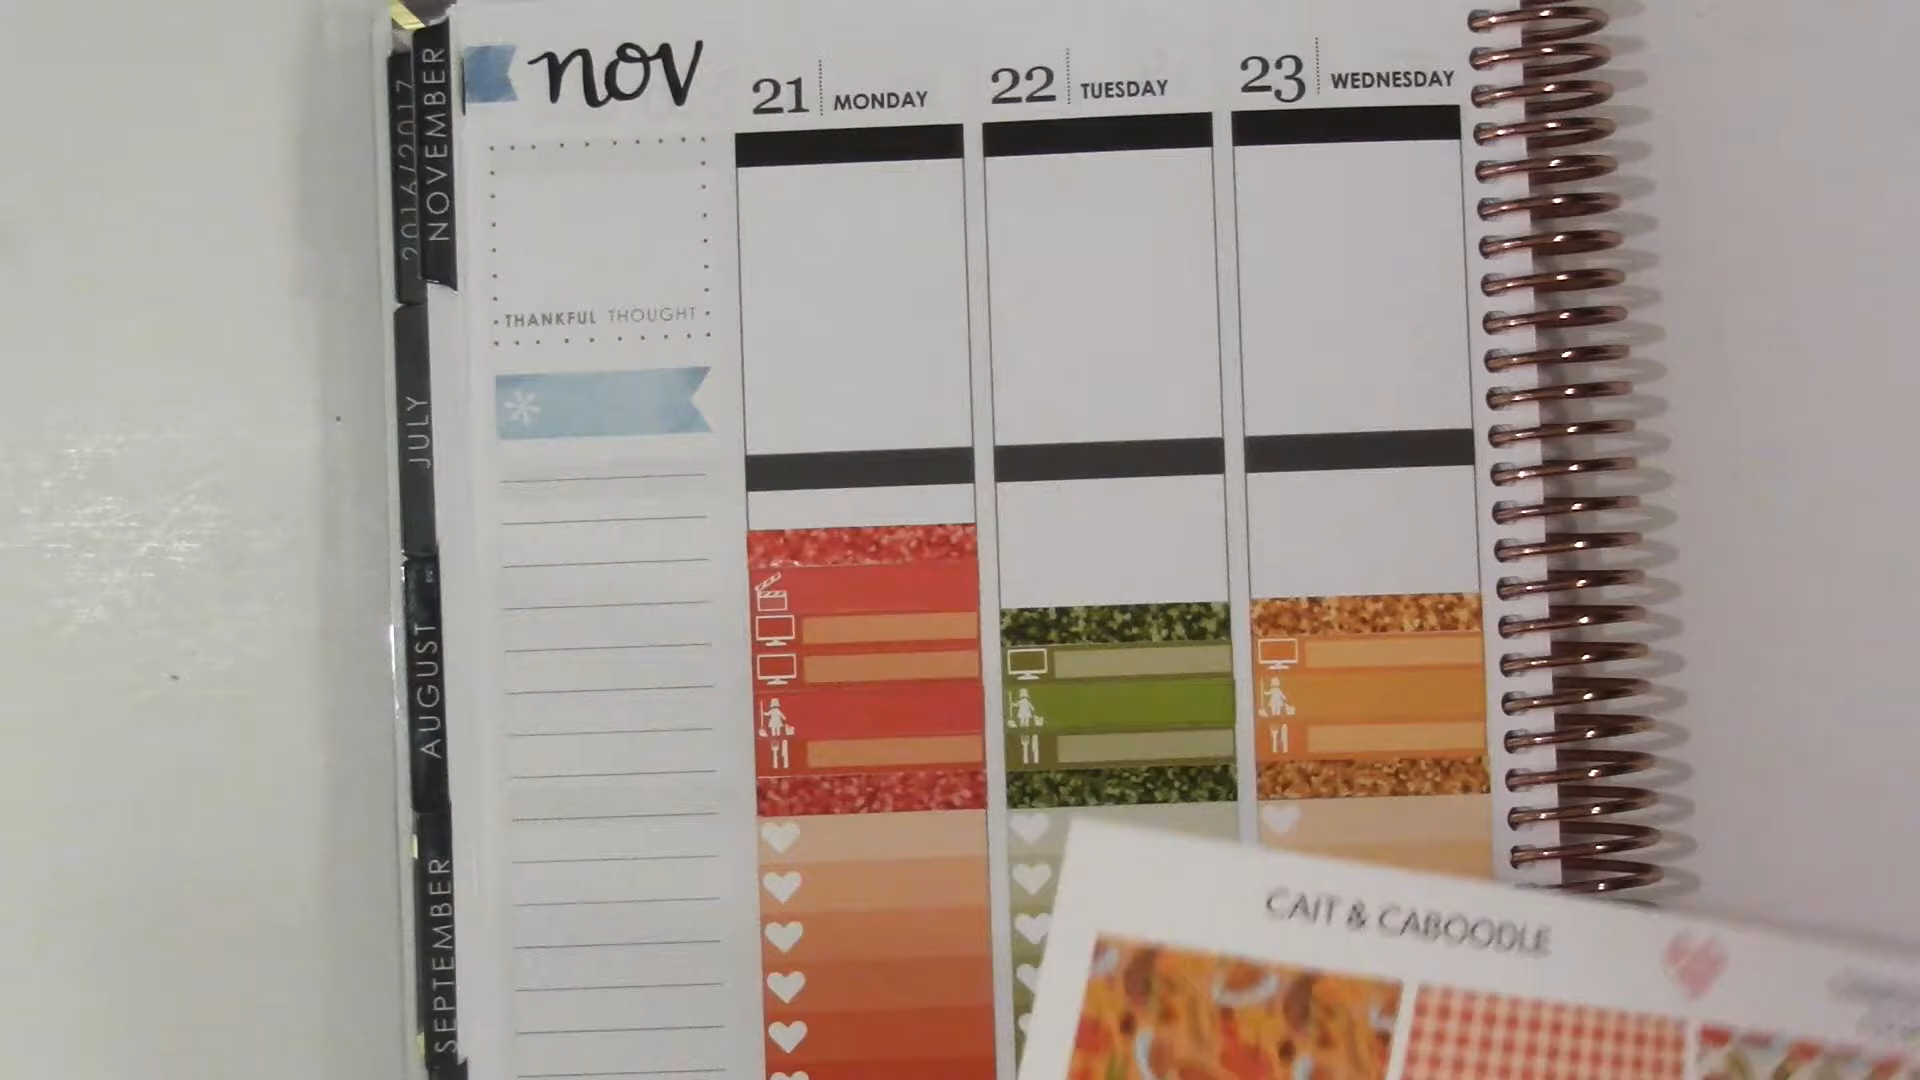 nov
21 MONDAY
22 TUESDAY
23 WEDNESDAY
2016/2017
NOVEMBER
THANKFUL THOUGHT
JULY
AUGUST
SEPTEMBER
CAIT & CABOODLE